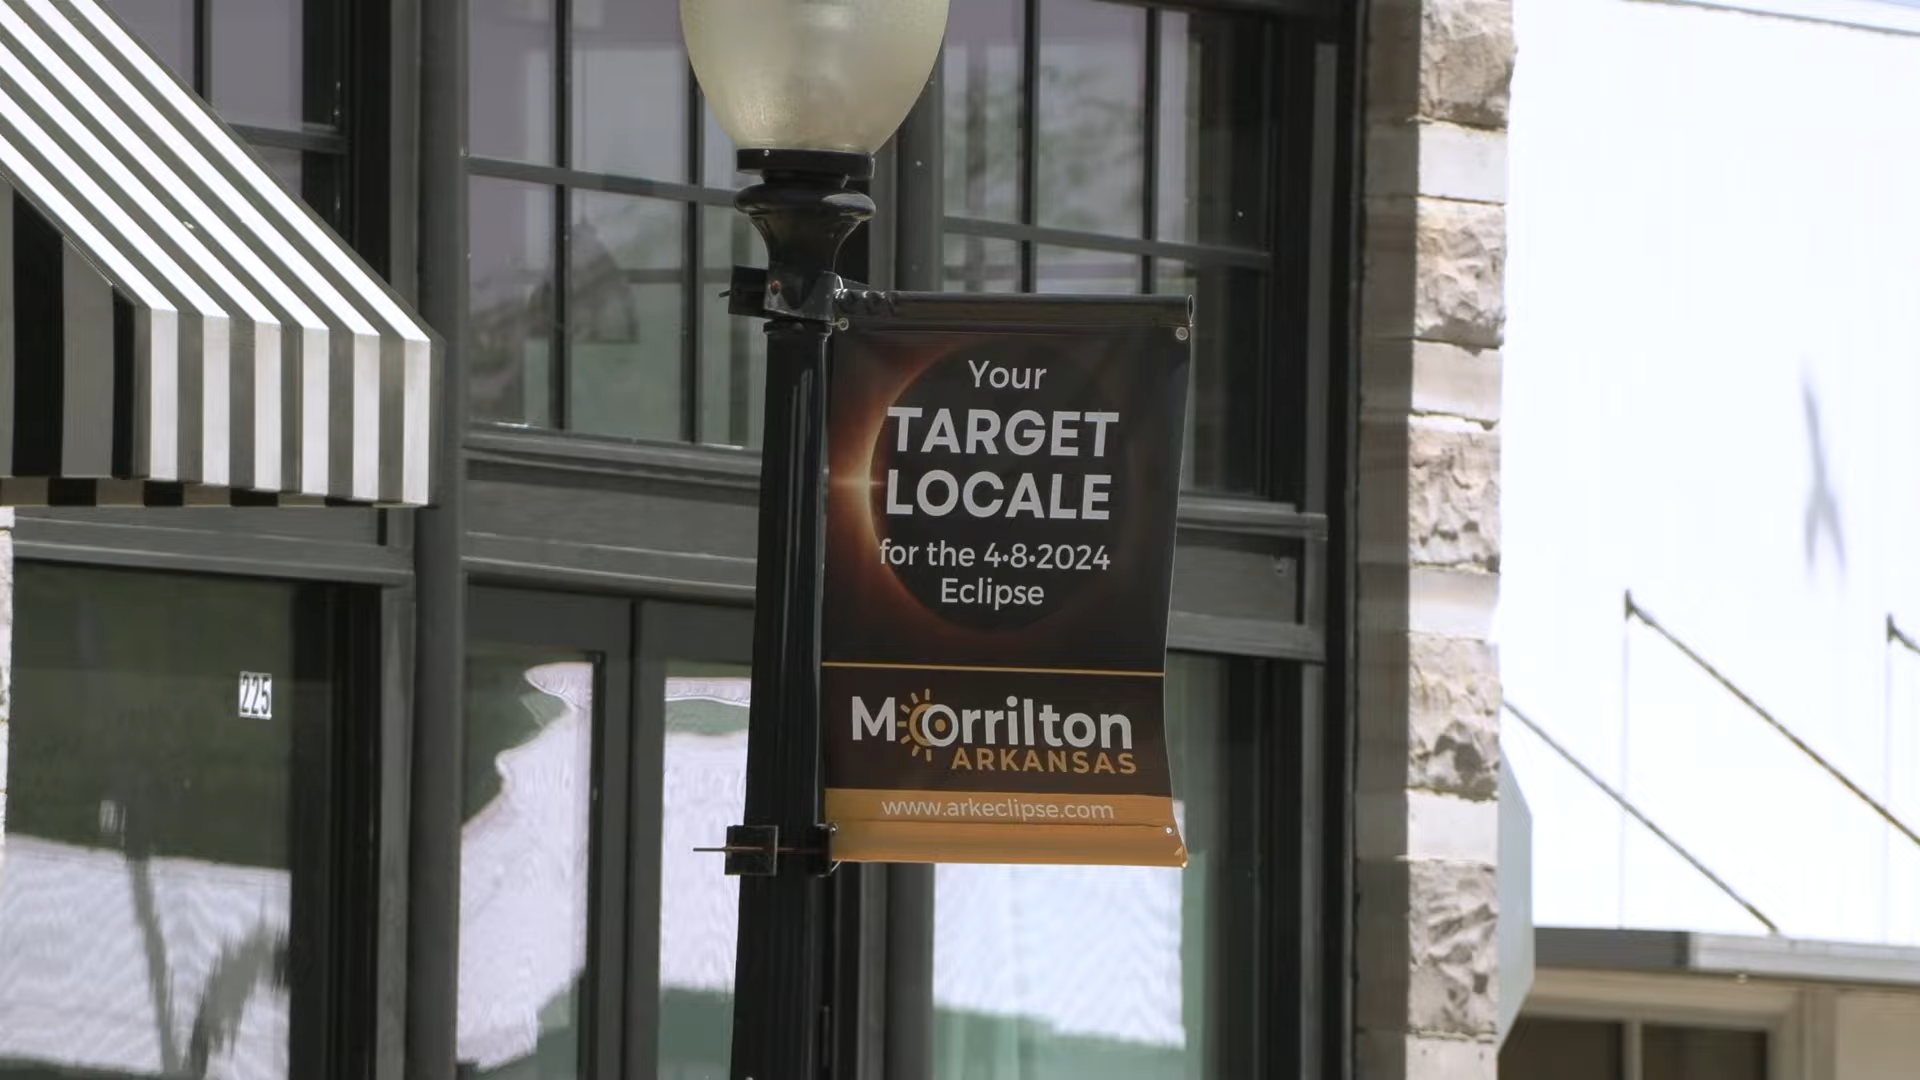 Your
TARGET
LOCALE
for the 4•8•2024
Eclipse
Morrilton
ARKANSAS
www.arkeclipse.com
225